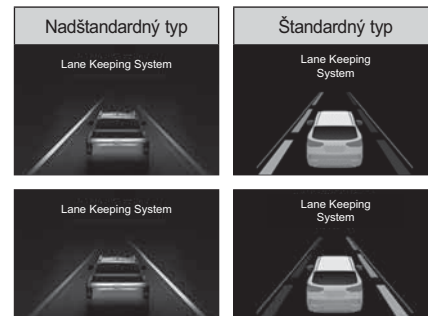 Nadštandardný typ
Štandardný typ
Lane Keeping System
Lane Keeping
System
Lane Keeping System
Lane Keeping
System